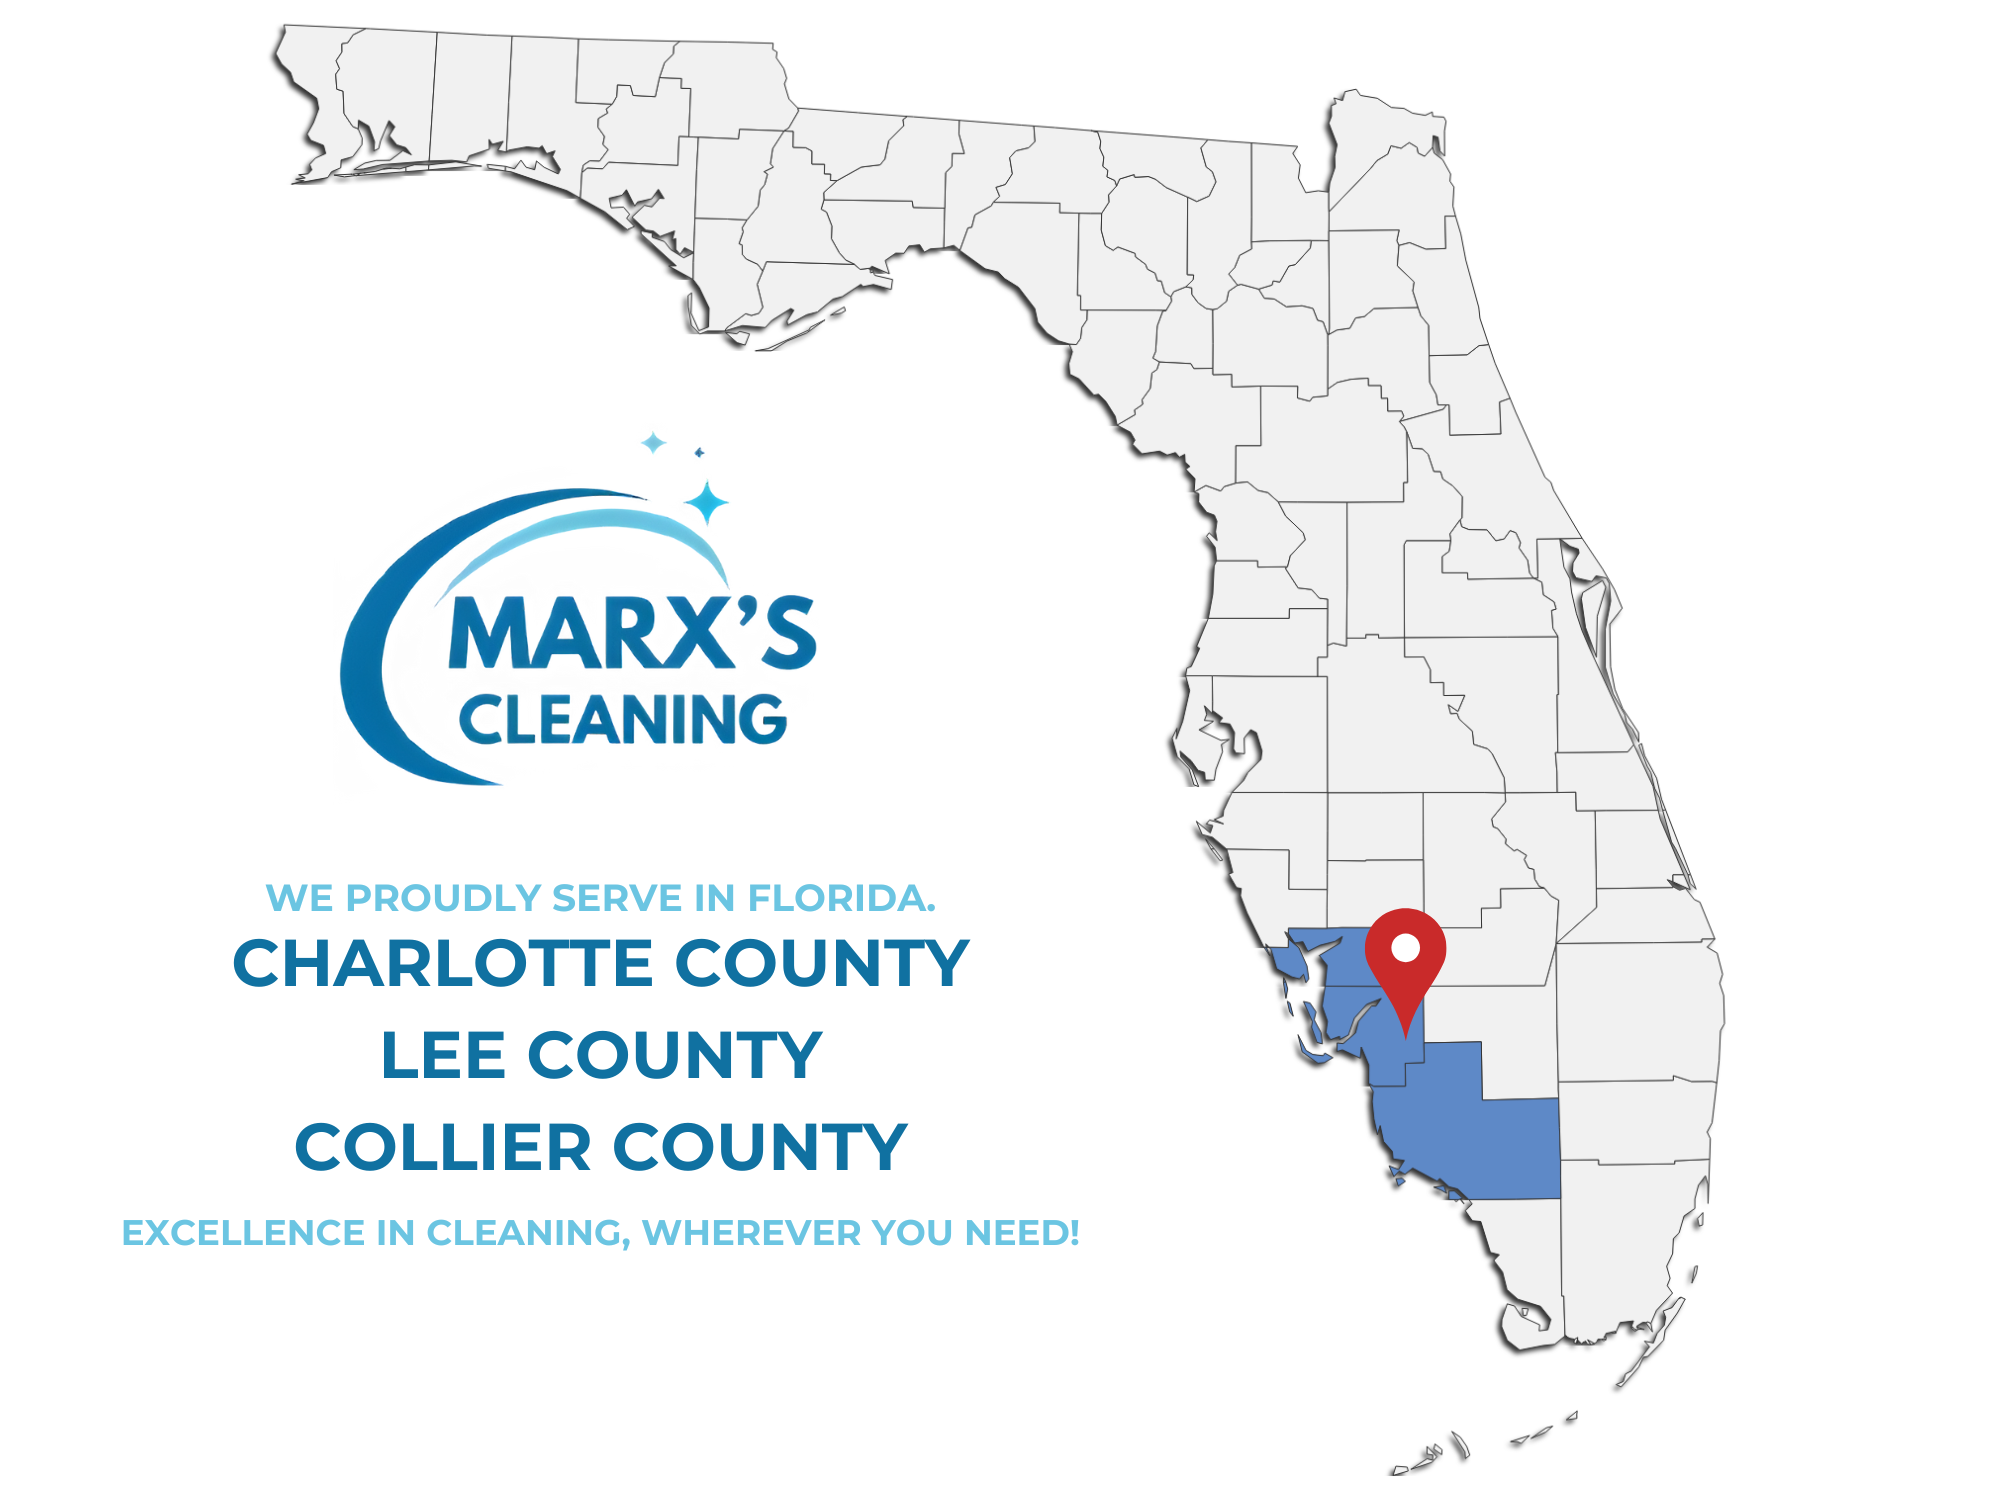 MARX'S
CLEANING
WE PROUDLY SERVE IN FLORIDA.
CHARLOTTE COUNTY
LEE COUNTY
COLLIER COUNTY
EXCELLENCE IN CLEANING, WHEREVER YOU NEED!